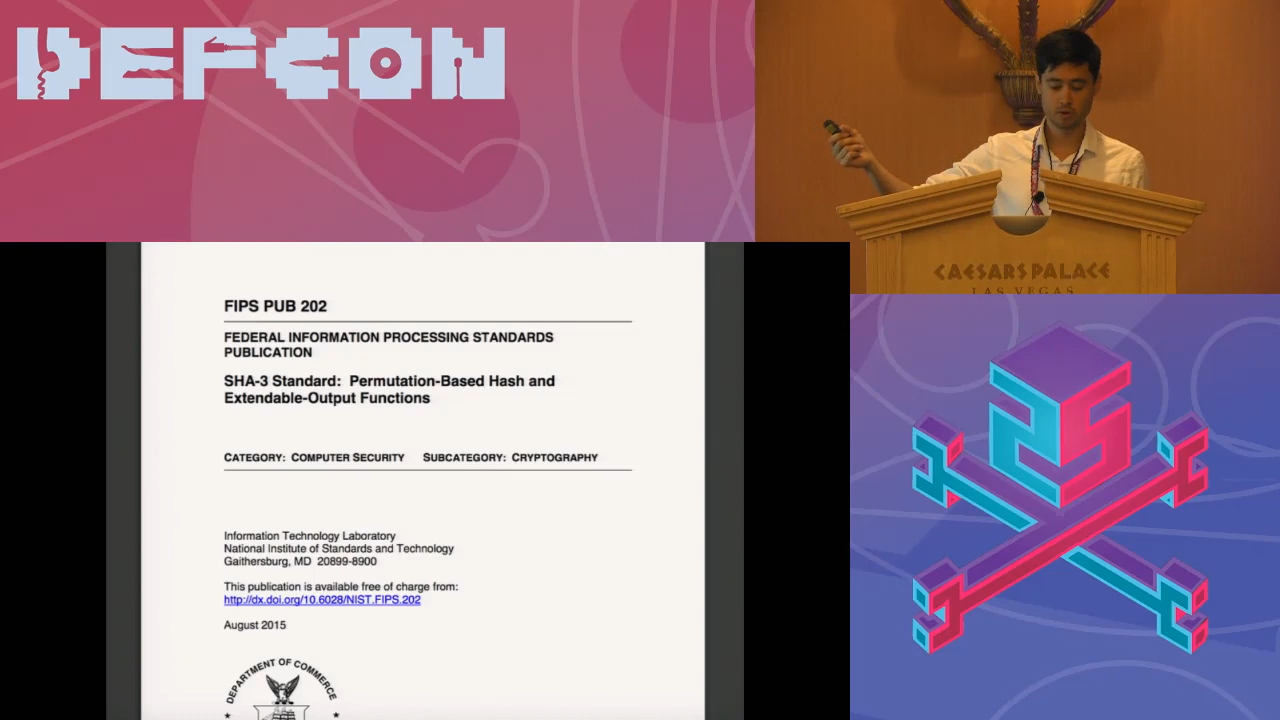 DEFCON
CAESARS PALACE
LAS VEGAS
FIPS PUB 202
FEDERAL INFORMATION PROCESSING STANDARDS
PUBLICATION
SHA-3 Standard: Permutation-Based Hash and
Extendable-Output Functions
CATEGORY: COMPUTER SECURITY SUBCATEGORY: CRYPTOGRAPHY
Information Technology Laboratory
National Institute of Standards and Technology
Gaithersburg, MD 20899-8900
This publication is available free of charge from:
http://dx.doi.org/10.6028/NIST.FIPS.202
August 2015
DEPARTMENT OF COMMERCE
25